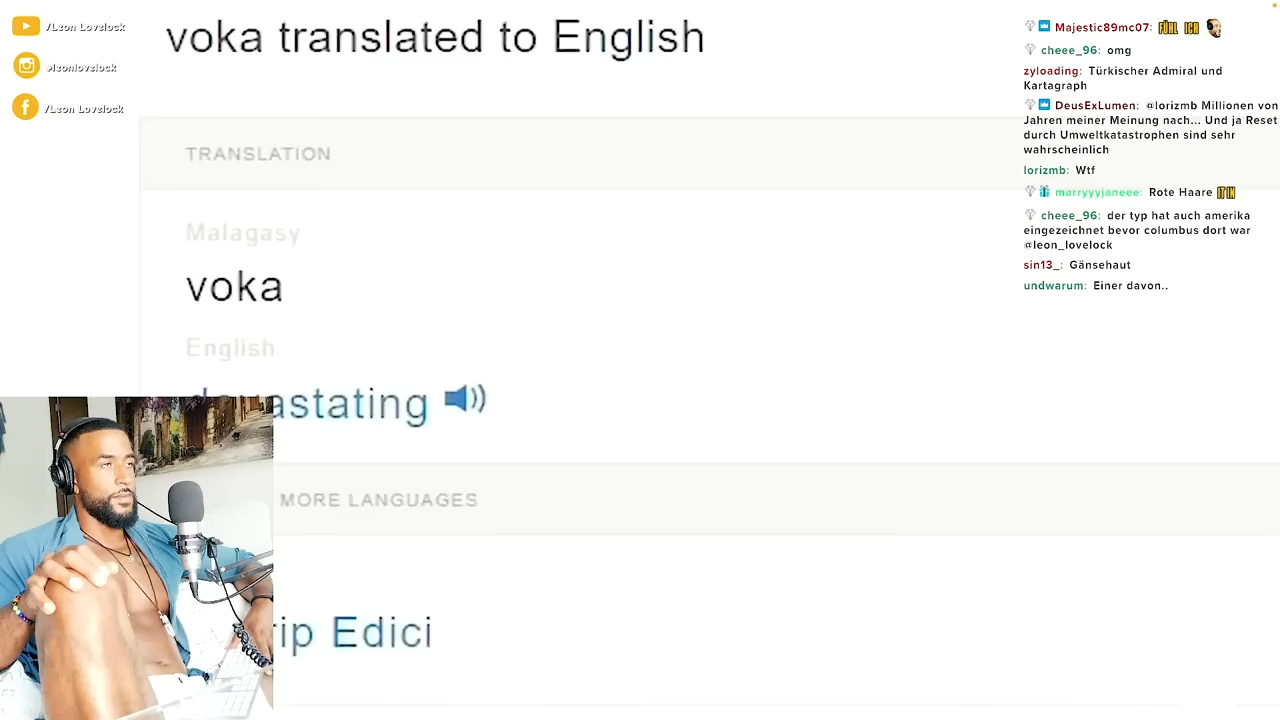 /Leon Lovelock
leonlovelock
/Leon Lovelock
voka translated to English
TRANSLATION
Malagasy
voka
English
MORE LANGUAGES
Edici
Majestic89mc07: FÜHL ICH
cheee_96: omg
zyloading: Türkischer Admiral und
Kartagraph
DeusExLumen: @lorizmb Millionen von
Jahren meiner Meinung nach... Und ja Reset
durch Umweltkatastrophen sind sehr
wahrscheinlich
lorizmb: Wtf
marryyyjaneee: Rote Haare
cheee_96: der typ hat auch amerika
eingezeichnet bevor columbus dort war
@leon_lovelock
sin13_: Gänsehaut
undwarum: Einer davon..